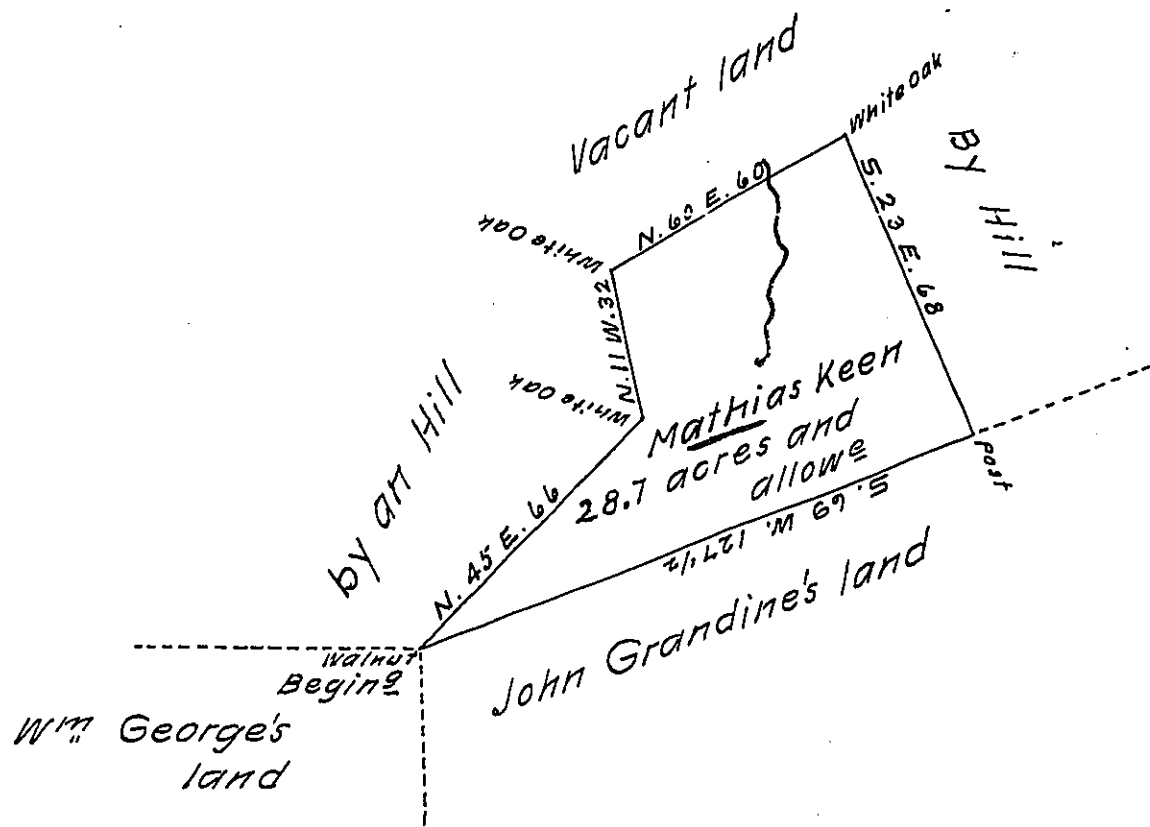 Vacant land
White Oak
By Hill
N. 60 E. 60
S. 23 E. 68
White Oak
N. 11 W. 32
White Oak
by an Hill
N. 45 E. 66
Mathias Keen
28.7 acres and
allowe
post
S. 69 W. 127 1/2
John Grandine's land
Walnut
Beging
Wm George's
land